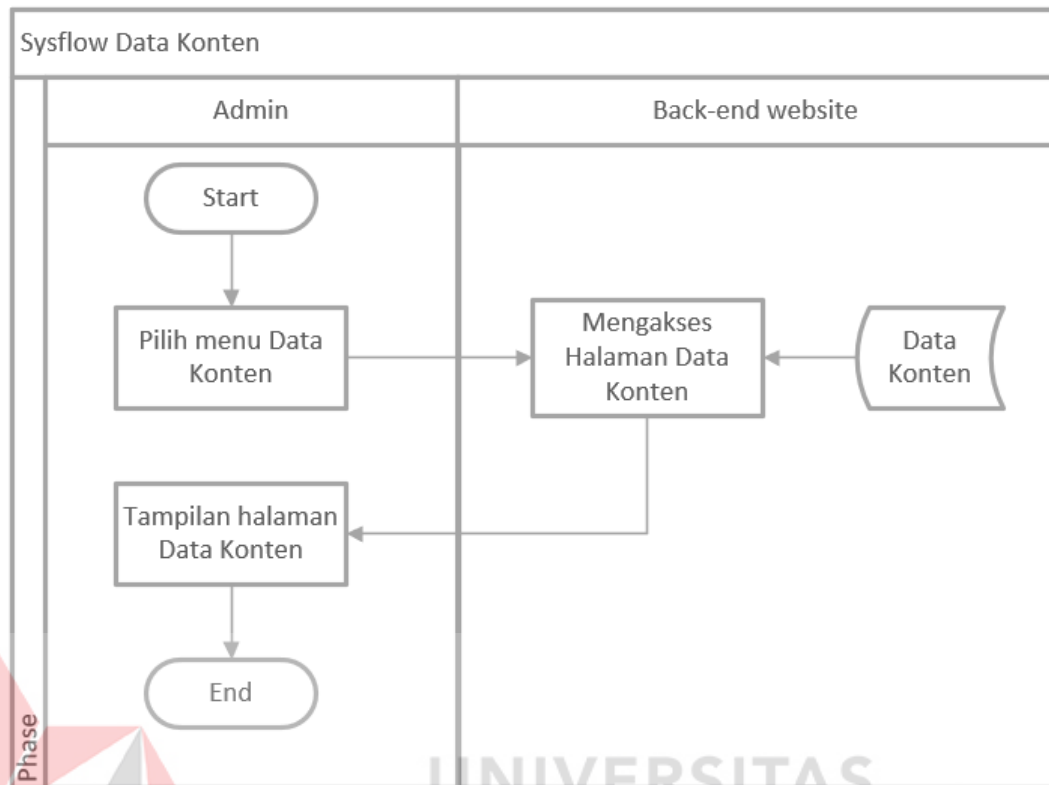 Sysflow Data Konten
Admin
Back-end website
Start
Pilih menu Data
Konten
Mengakses
Halaman Data
Konten
Data
Konten
Tampilan halaman
Data Konten
End
Phase
UNIVERSITAS